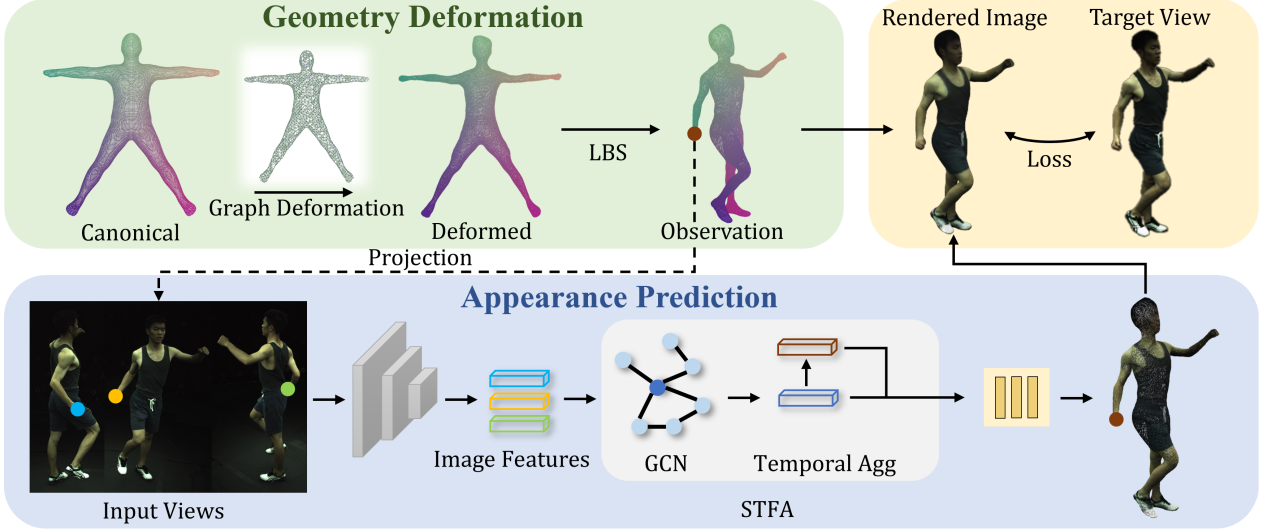 Geometry Deformation
Rendered Image
Target View
LBS
Loss
Graph Deformation
Canonical
Deformed
Observation
Projection
Appearance Prediction
Image Features
GCN
Temporal Agg
Input Views
STFA